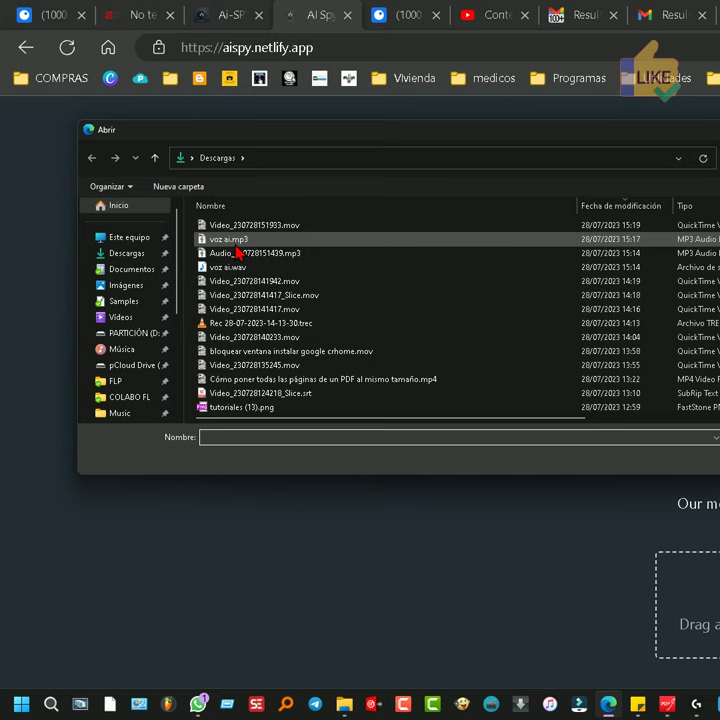 (1000
No te
Ai-SP
AI Sp
(1000
Conte
100+
Resul
Result
https://aispy.netlify.app
COMPRAS
Vivienda
medicos
Programas
LIKE
Abrir
Descargas
Organizar
Nueva carpeta
Inicio
Nombre
Fecha de modificación
Tipo
Video_230728151933.mov 28/07/2023 15:19 QuickTime
Este equipo
voz ai.mp3 28/07/2023 15:17 MP3 Audio
Descargas
28/07/2023 15:14 MP3 Audio
Documentos
voz ai.wav 28/07/2023 15:14 Archivo de
Imágenes
Video_230728141942.mov 28/07/2023 14:19 QuickTime
Samples
Video_230728141417_Slice.mov 28/07/2023 14:18 QuickTime
Vídeos
Video_230728141417.mov 28/07/2023 14:16 QuickTime
PARTICIÓN (
Rec 28-07-2023-14-13-30.trec 28/07/2023 14:13 Archivo TRE
Música
Video_230728140233.mov 28/07/2023 14:04 QuickTime
bloquear ventana instalar google crhome.mov 28/07/2023 13:58 QuickTime
pCloud Drive (
Video_230728135245.mov 28/07/2023 13:55 QuickTime
FLP
Cómo poner todas las páginas de un PDF al mismo tamaño.mp4 28/07/2023 13:22 MP4 Video
COLABO FL
Video_230728124218_Slice.srt 28/07/2023 13:10 SubRip Text
Music
tutoriales (13).png 28/07/2023 12:59 FastStone
Nombre:
Our m
Drag a
1
SE